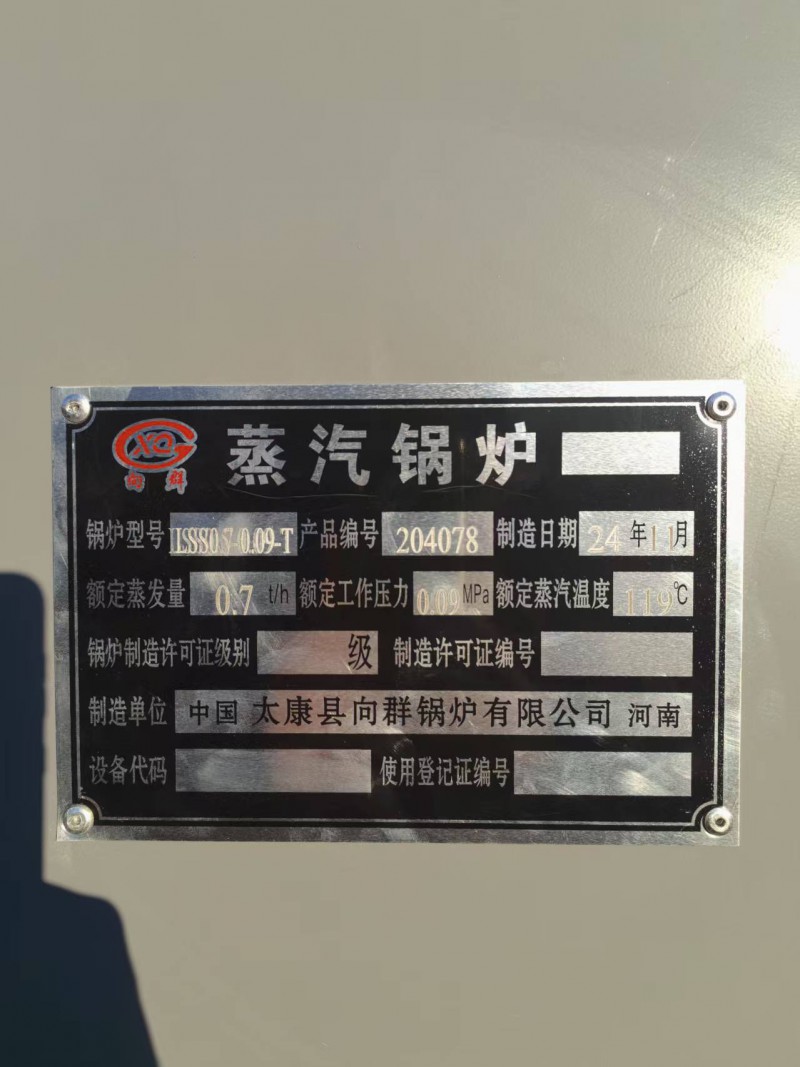 XQ
向群
蒸汽锅炉
锅炉型号 LSS0.7-0.09-T 产品编号 204078 制造日期 24 年 11 月
额定蒸发量 0.7 t/h 额定工作压力 0.09 MPa 额定蒸汽温度 119 ℃
锅炉制造许可证级别 级 制造许可证编号
制造单位 中国 太康县向群锅炉有限公司 河南
设备代码 使用登记证编号